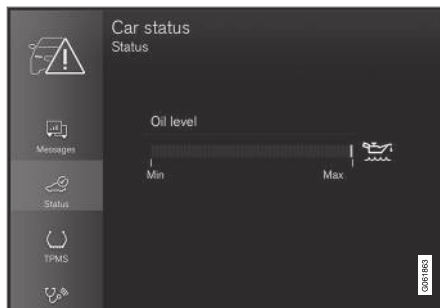 Car status
Status
Messages
Status
TPMS
Oil level
Min Max
G061863